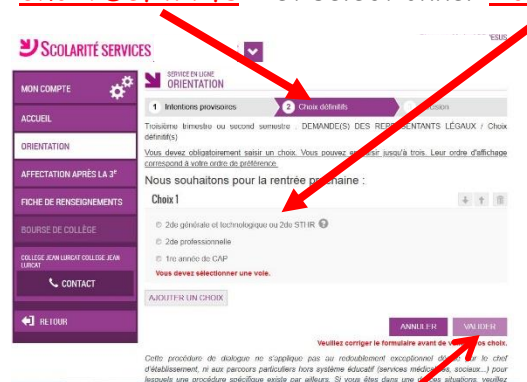 SCOLARITÉ SERVICES
SERVICE EN LIGNE
ORIENTATION
MON COMPTE
ACCUEIL
ORIENTATION
AFFECTATION APRÈS LA 3e
FICHE DE RENSEIGNEMENTS
BOURSE DE COLLÈGE
COLLEGE JEAN LURCAT COLLEGE JEAN
LURCAT
CONTACT
RETOUR
1 Intentions provisoires
2 Choix définitifs
Troisième trimestre ou second semestre : DEMANDE(S) DES REPRÉSENTANTS LÉGAUX / Choix
définitif(s)
Vous devez obligatoirement saisir un choix. Vous pouvez en saisir jusqu'à trois. Leur ordre d'affichage
correspond à votre ordre de préférence.
Nous souhaitons pour la rentrée prochaine :
Choix 1
2de générale et technologique ou 2de STHR ?
2de professionnelle
1re année de CAP
Vous devez sélectionner une voie.
AJOUTER UN CHOIX
ANNULER
VALIDER
Veuillez corriger le formulaire avant de vos choix.
Cette procédure de dialogue ne s'applique pas au redoublement exceptionnel par le chef
d'établissement, ni aux parcours particuliers hors système éducatif (services médicaux, sociaux...) pour
lesquels une procédure spécifique existe par ailleurs. Si vous êtes dans une situations, veuillez